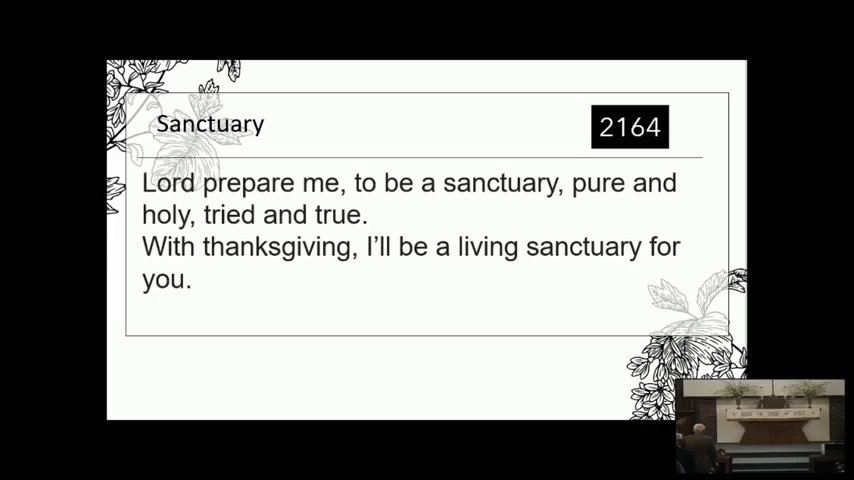 Sanctuary
2164
Lord prepare me, to be a sanctuary, pure and
holy, tried and true.
With thanksgiving, I’ll be a living sanctuary for
you.